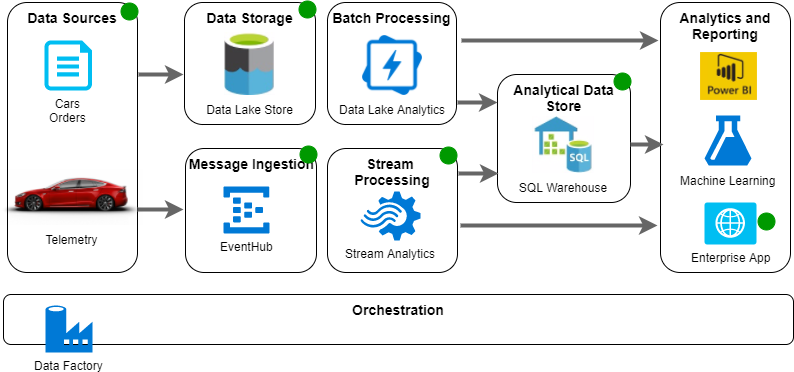 Data Sources
Cars
Orders
Telemetry
Data Storage
Data Lake Store
Batch Processing
Data Lake Analytics
Message Ingestion
EventHub
Stream
Processing
Stream Analytics
Analytical Data
Store
SQL
SQL Warehouse
Analytics and
Reporting
Power BI
Machine Learning
Enterprise App
Orchestration
Data Factory